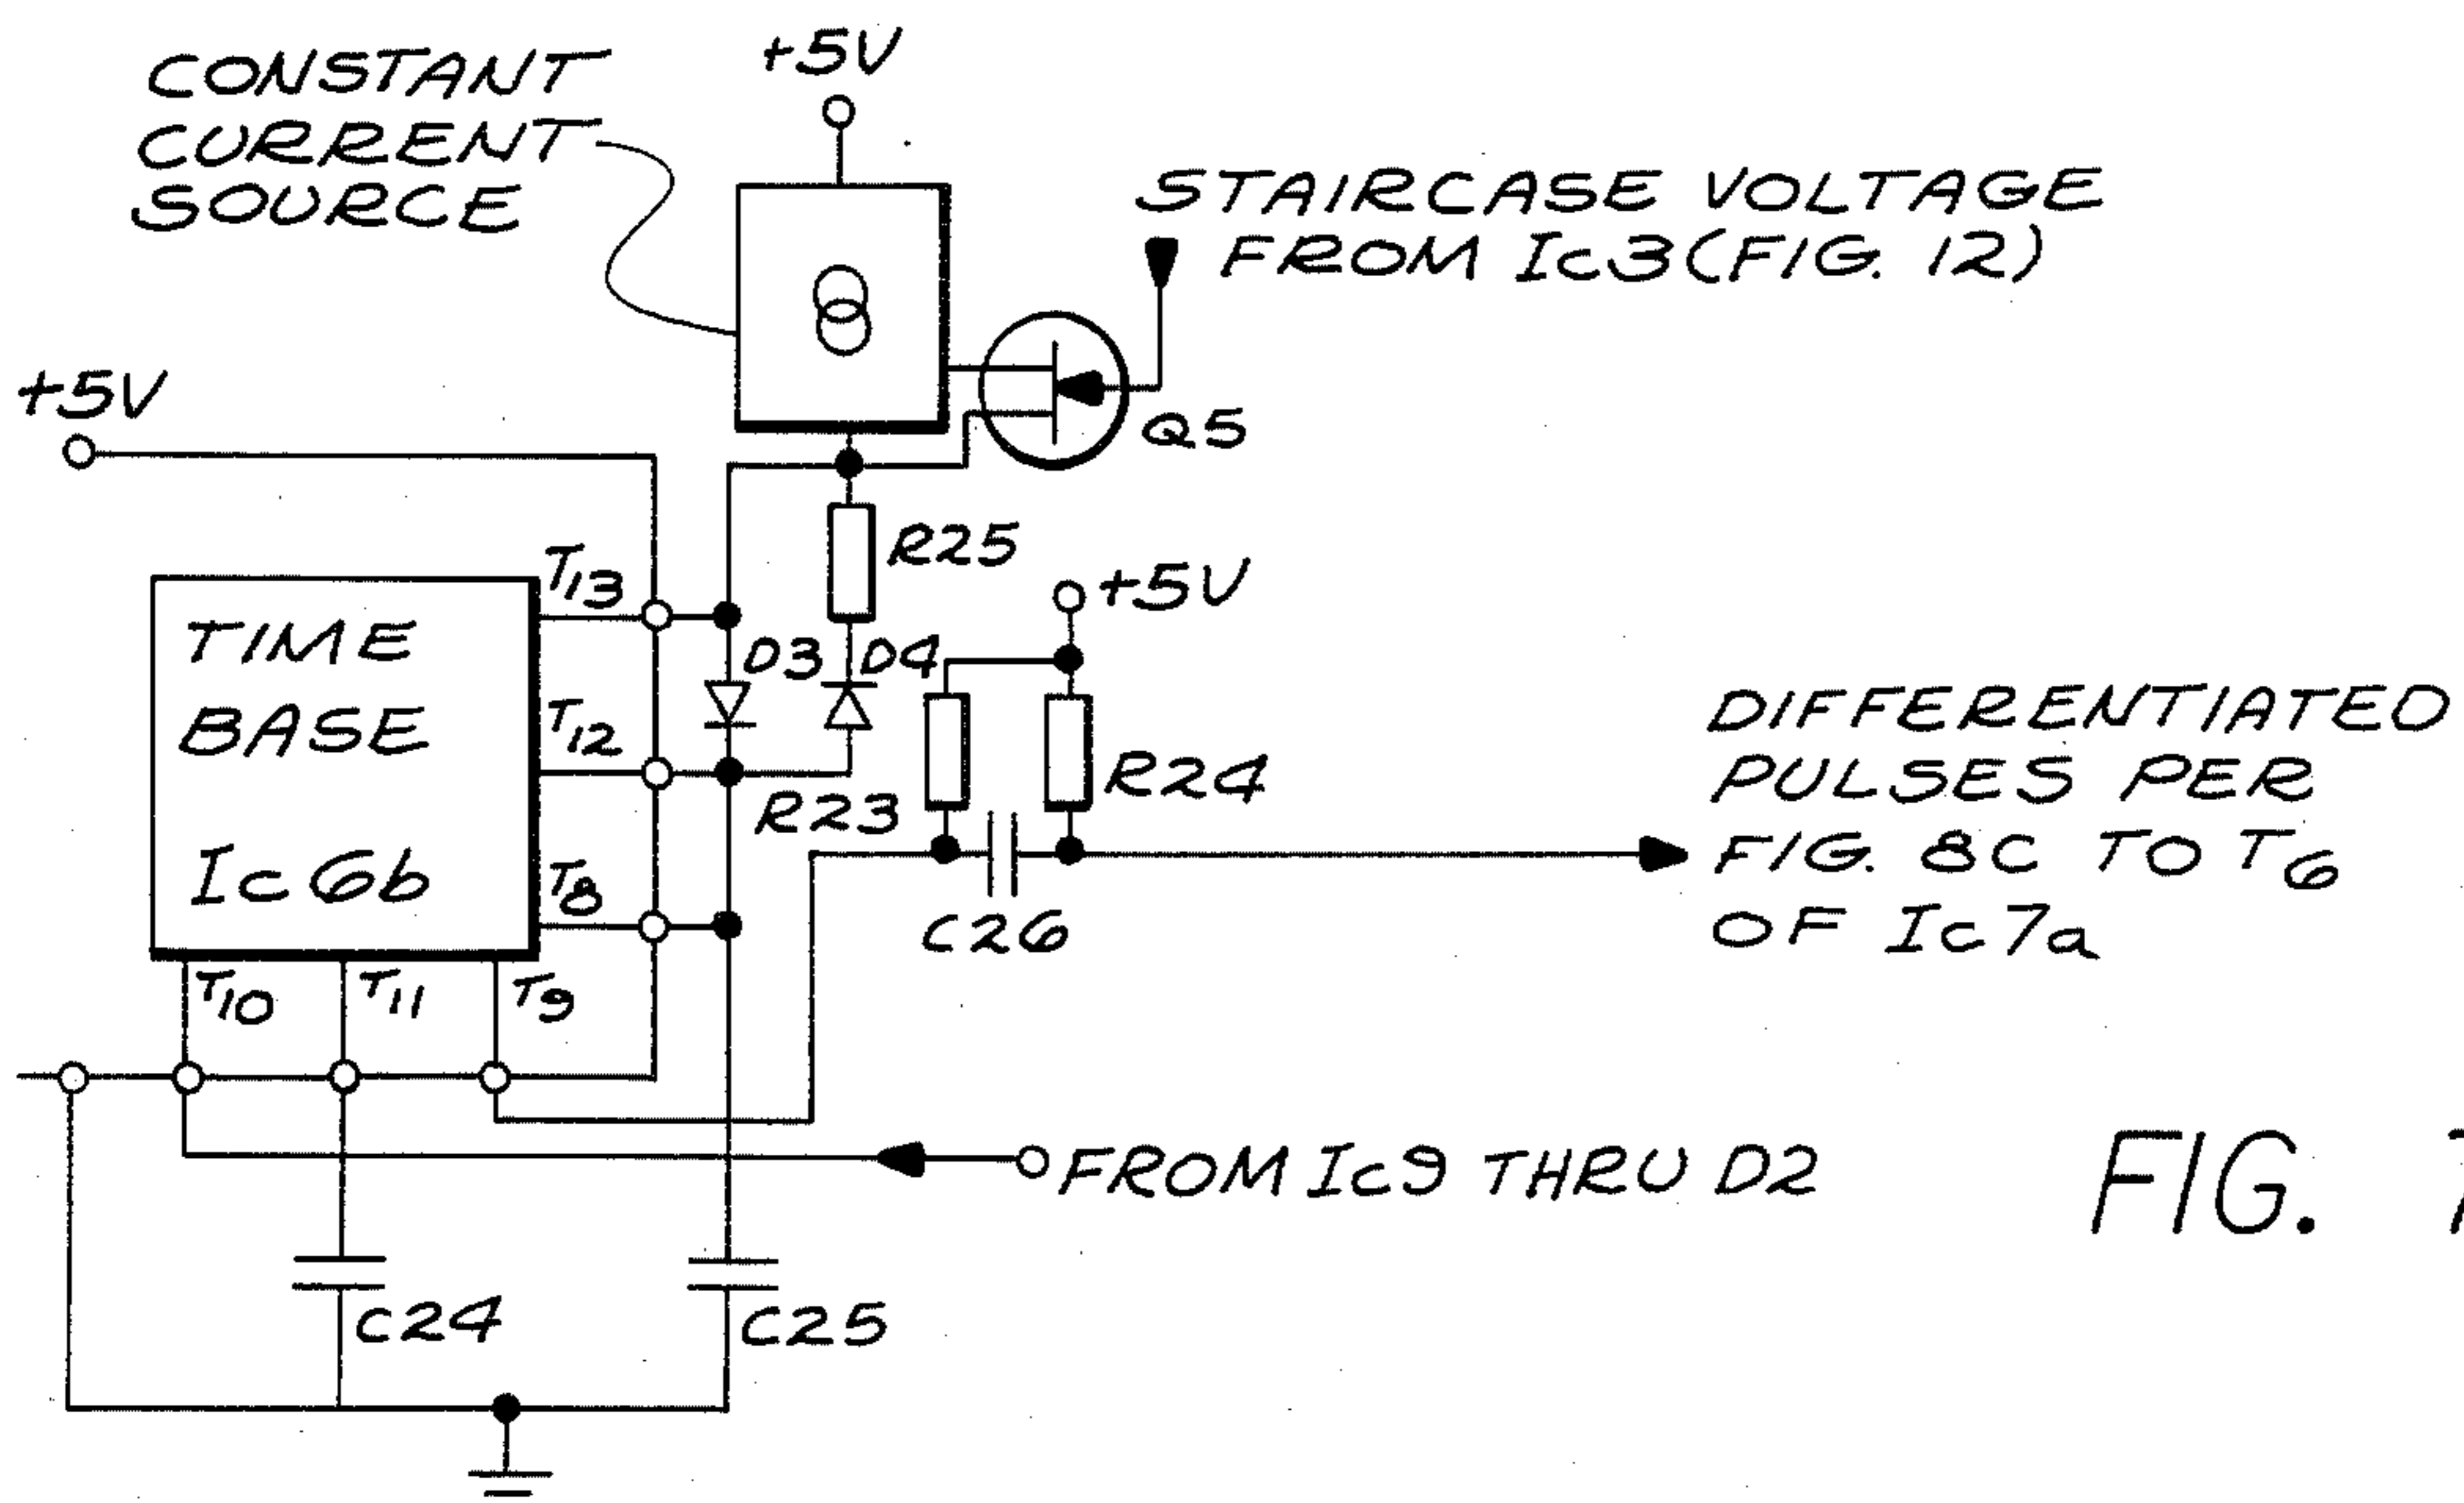 CONSTANT
CURRENT
SOURCE
+5V
STAIRCASE VOLTAGE
FROM Ic3 (FIG. 12)
+5V
Q5
R25
+5V
T13
TIME
BASE
Ic6b
D3
D4
T12
R23
R24
DIFFERENTIATED
PULSES PER
FIG. 8C TO T6
OF Ic7a
T8
C26
T10
T11
T9
FROM Ic9 THRU D2
FIG.
C24
C25